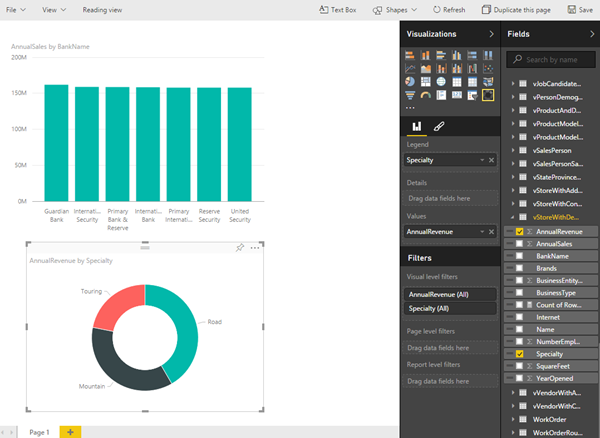 File
View
Reading view
Text Box
Shapes
Refresh
Duplicate this page
Save
AnnualSales by BankName
200M
150M
100M
50M
0M
Guardian Bank
Internati... Security
Primary Bank & Reserve
Internati... Bank
Primary Internati...
Reserve Security
United Security
AnnualRevenue by Specialty
Touring
Road
Mountain
Page 1
Visualizations
Legend
Specialty
Details
Drag data fields here
Values
AnnualRevenue
Filters
Visual level filters
AnnualRevenue (All)
Specialty (All)
Page level filters
Drag data fields here
Report level filters
Drag data fields here
Fields
Search by name
vJobCandidate...
vPersonDemog...
vProductAndD...
vProductModel...
vProductModel...
vSalesPerson
vSalesPersonSa...
vStateProvince...
vStoreWithAdd...
vStoreWithCon...
vStoreWithDe...
AnnualRevenue
AnnualSales
BankName
Brands
BusinessEntity...
BusinessType
Count of Row...
Internet
Name
NumberEmpl...
Specialty
SquareFeet
YearOpened
vVendorWithA...
vVendorWithC...
WorkOrder
WorkOrderRou...